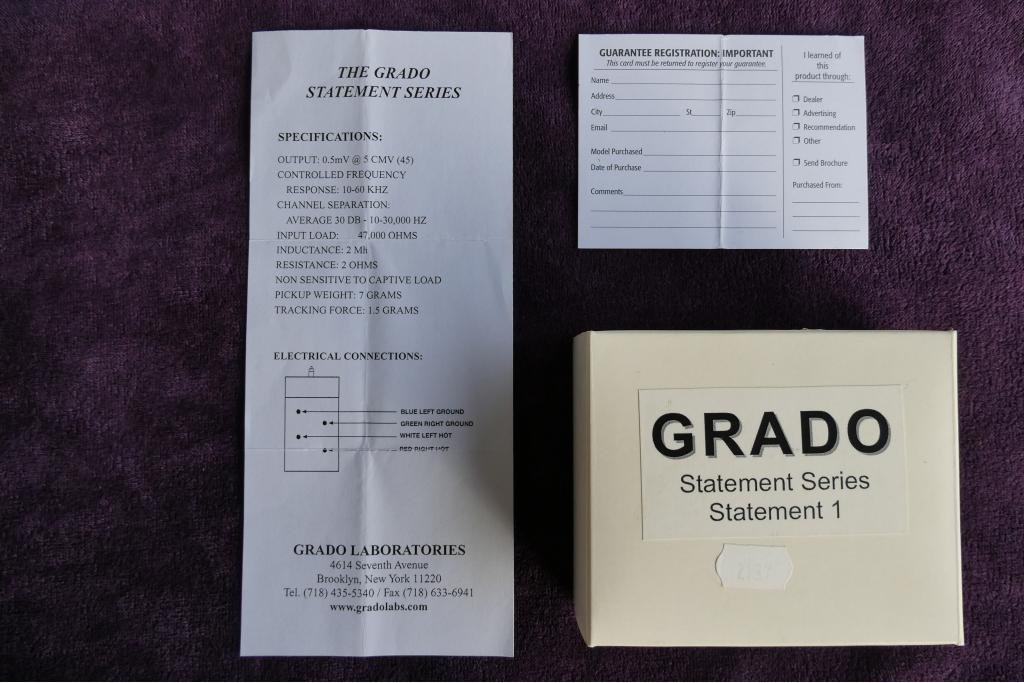 THE GRADO
STATEMENT SERIES
SPECIFICATIONS:
OUTPUT: 0.5mV @ 5 CMV (45)
CONTROLLED FREQUENCY
RESPONSE: 10-60 KHZ
CHANNEL SEPARATION:
AVERAGE 30 DB - 10-30,000 HZ
INPUT LOAD: 47,000 OHMS
INDUCTANCE: 2 Mh
RESISTANCE: 2 OHMS
NON SENSITIVE TO CAPTIVE LOAD
PICKUP WEIGHT: 7 GRAMS
TRACKING FORCE: 1.5 GRAMS
ELECTRICAL CONNECTIONS:
BLUE LEFT GROUND
GREEN RIGHT GROUND
WHITE LEFT HOT
RED RIGHT HOT
GRADO LABORATORIES
4614 Seventh Avenue
Brooklyn, New York 11220
Tel. (718) 435-5340 / Fax (718) 633-6941
www.gradolabs.com
GUARANTEE REGISTRATION: IMPORTANT
This card must be returned to register your guarantee.
Name
Address
City St Zip
Email
Model Purchased
Date of Purchase
Comments
I learned of
this
product through:
Dealer
Advertising
Recommendation
Other
Send Brochure
Purchased From:
GRADO
Statement Series
Statement 1